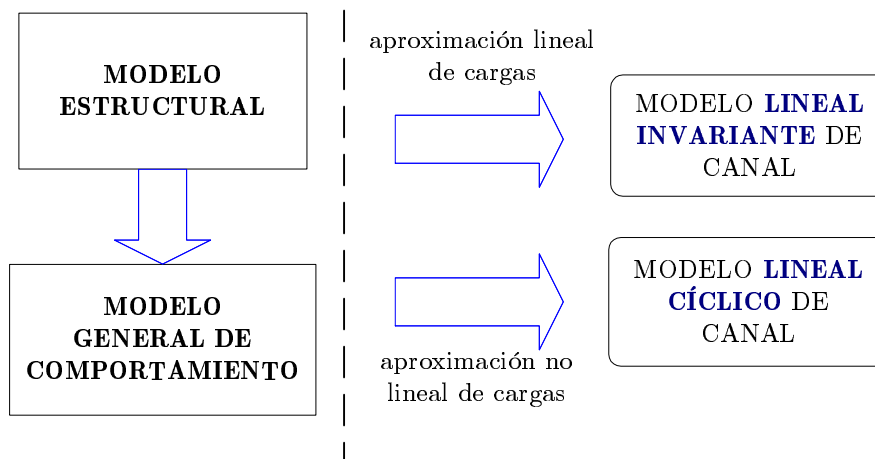 MODELO
ESTRUCTURAL
MODELO
GENERAL DE
COMPORTAMIENTO
aproximación lineal
de cargas
MODELO LINEAL
INVARIANTE DE
CANAL
MODELO LINEAL
CÍCLICO DE
CANAL
aproximación no
lineal de cargas